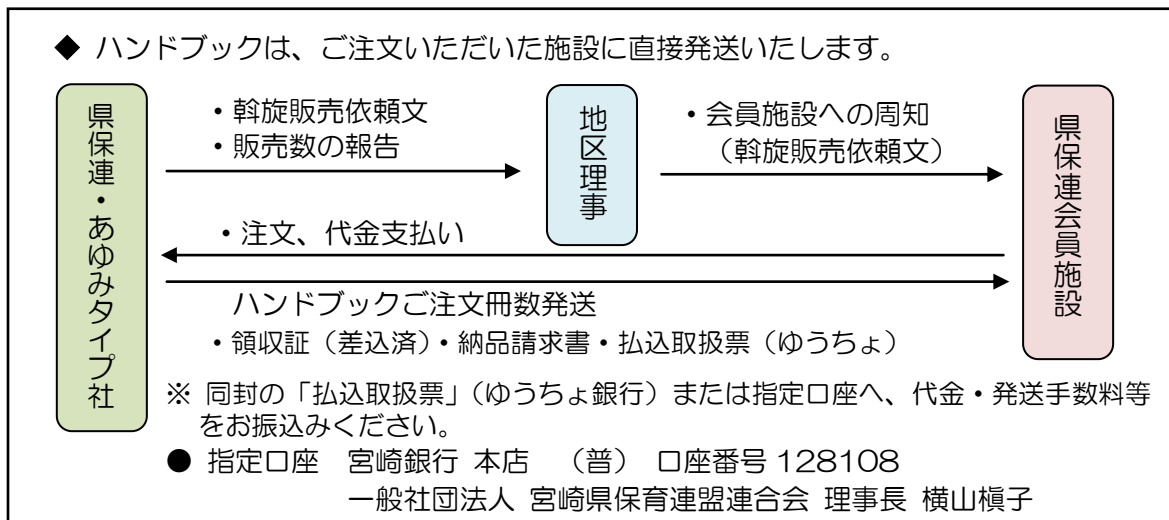 ◆ ハンドブックは、ご注文いただいた施設に直接発送いたします。
県保連・あゆみタイプ社
・斡旋販売依頼文
・販売数の報告
地区理事
・会員施設への周知
（斡旋販売依頼文）
県保連会員施設
・注文、代金支払い
ハンドブックご注文冊数発送
・領収証（差込済）・納品請求書・払込取扱票（ゆうちょ）
※ 同封の「払込取扱票」（ゆうちょ銀行）または指定口座へ、代金・発送手数料等
をお振込みください。
● 指定口座 宮崎銀行 本店 （普） 口座番号 128108
一般社団法人 宮崎県保育連盟連合会 理事長 横山槇子